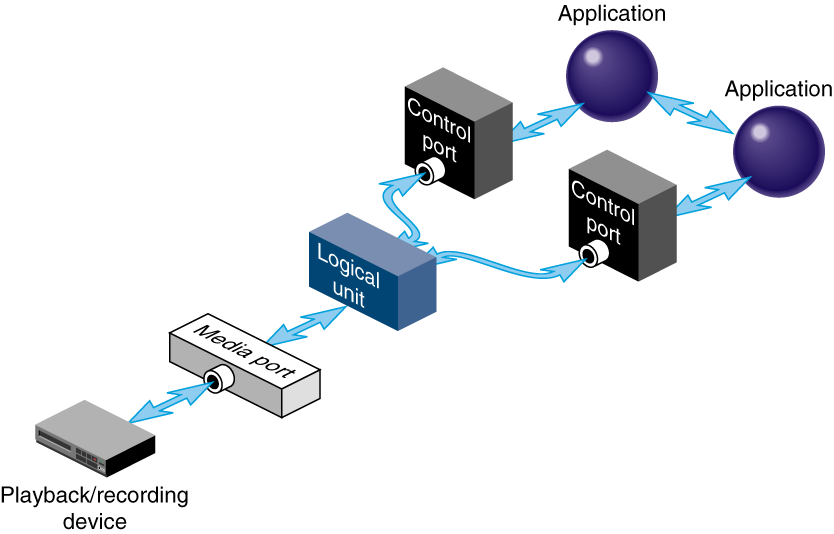 Application
Application
Control
port
Control
port
Logical
unit
Media port
Playback/recording
device